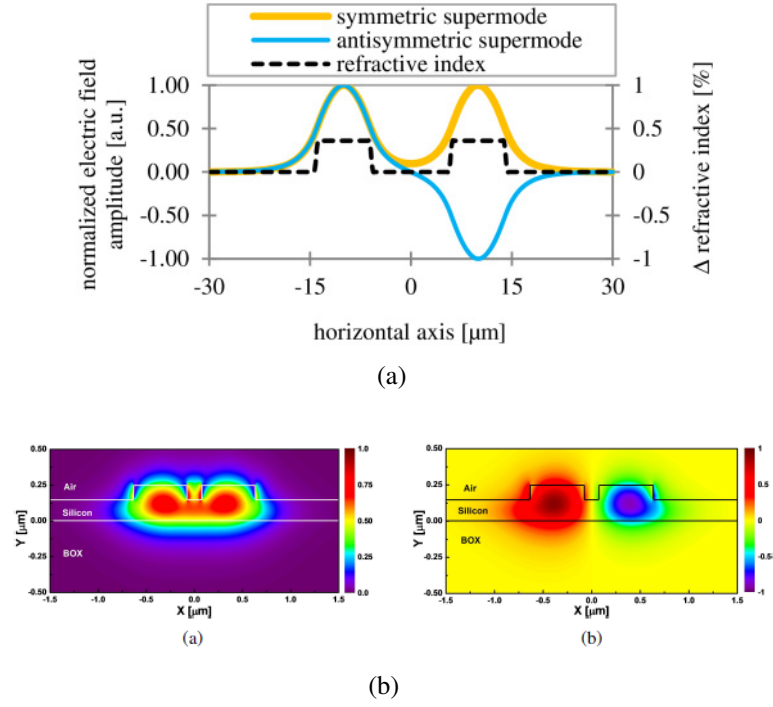 symmetric supermode
antisymmetric supermode
refractive index
normalized electric field
amplitude [a.u.]
1.00
0.50
0.00
-0.50
-1.00
1
0.5
0
-0.5
-1
Δ refractive index [%]
-30
-15
0
15
30
horizontal axis [μm]
(a)
0.50
0.25
0.00
-0.25
-0.50
Y [μm]
Air
Silicon
BOX
-1.5
-1.0
-0.5
0.0
0.5
1.0
1.5
X [μm]
1.0
0.75
0.50
0.25
0.0
(a)
0.50
0.25
0.00
-0.25
-0.50
Y [μm]
Air
Silicon
BOX
-1.5
-1.0
-0.5
0.0
0.5
1.0
1.5
X [μm]
1
0.5
0
-0.5
-1
(b)
(b)